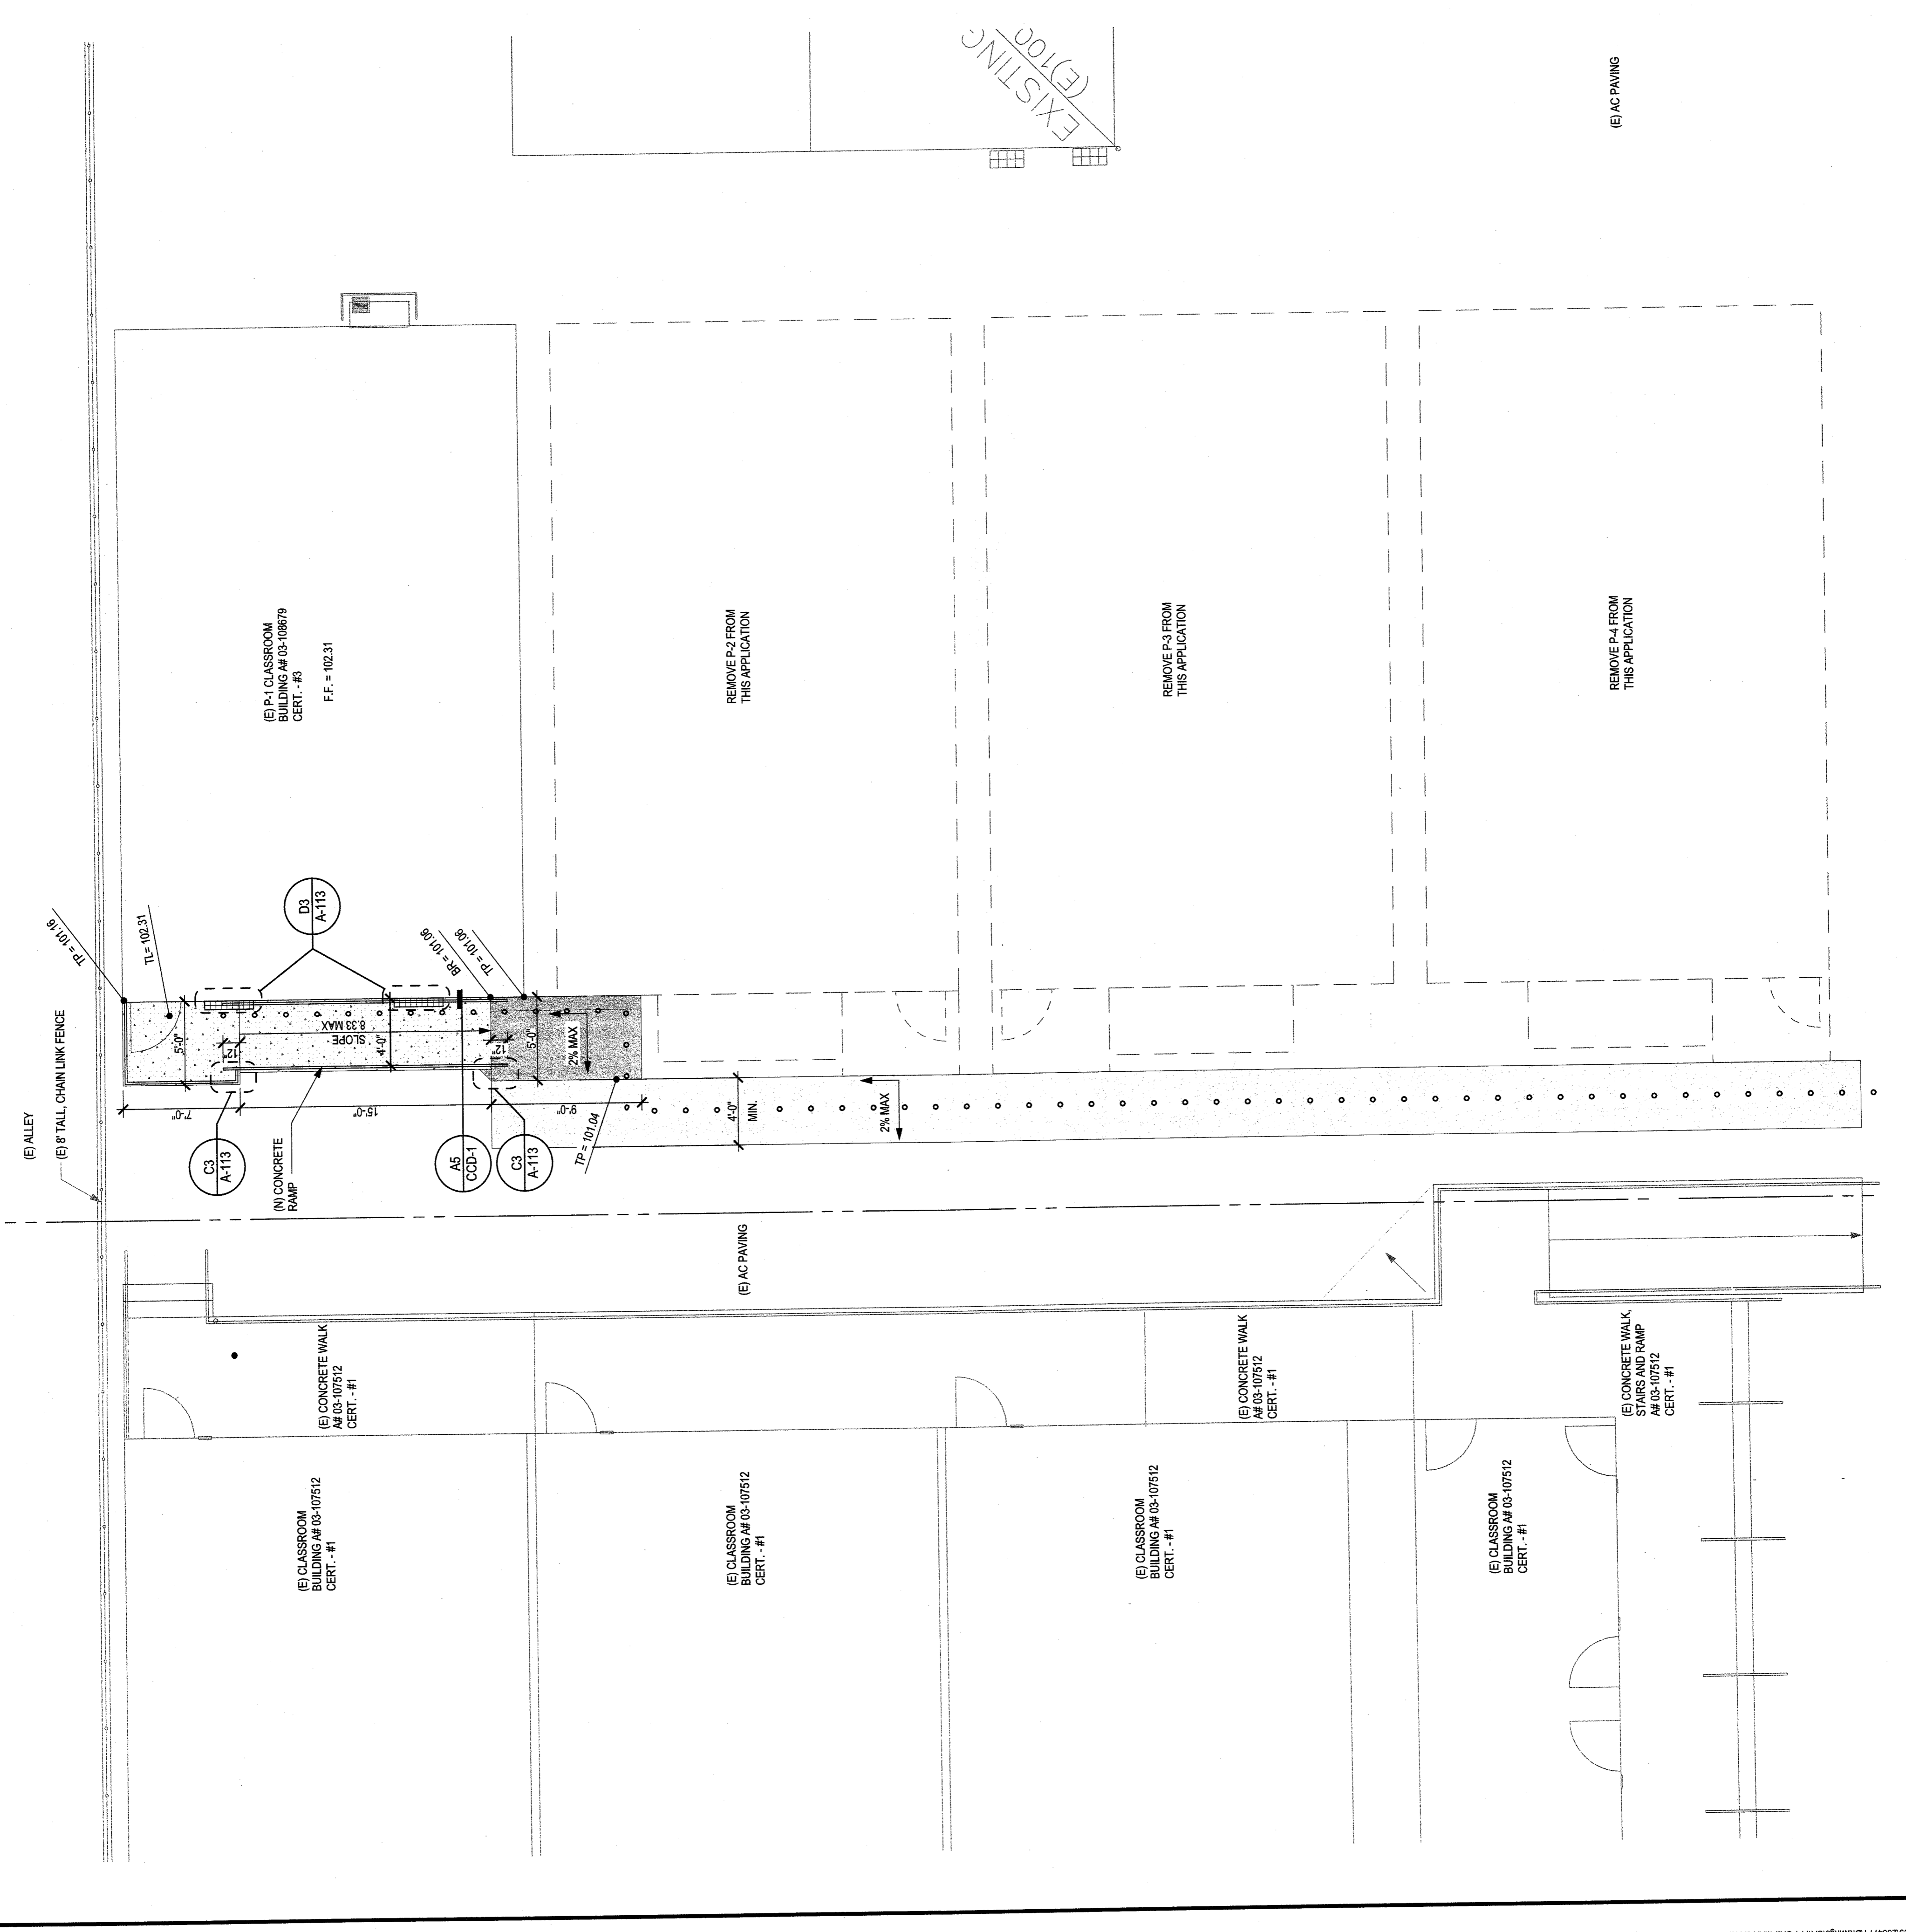 (E) ALLEY
(E) 8' TALL, CHAIN LINK FENCE
EXISTING
(E)100
(E) AC PAVING
(E) P-1 CLASSROOM
BUILDING A# 03-108679
CERT. - #3
F.F. = 102.31
REMOVE P-2 FROM
THIS APPLICATION
REMOVE P-3 FROM
THIS APPLICATION
REMOVE P-4 FROM
THIS APPLICATION
TP = 101.16
TL= 102.31
D3
A-113
BR = 101.06
TP = 101.06
5'-0"
12"
SLOPE
8.33 MAX
4'-0"
12"
5'-0"
2% MAX
7'-0"
15'-0"
9'-0"
4'-0"
MIN.
2% MAX
C3
A-113
(N) CONCRETE
RAMP
A5
CCD-1
C3
A-113
TP = 101.04
(E) AC PAVING
(E) CONCRETE WALK
A# 03-107512
CERT. - #1
(E) CONCRETE WALK
A# 03-107512
CERT. - #1
(E) CONCRETE WALK,
STAIRS AND RAMP
A# 03-107512
CERT. - #1
(E) CLASSROOM
BUILDING A# 03-107512
CERT. - #1
(E) CLASSROOM
BUILDING A# 03-107512
CERT. - #1
(E) CLASSROOM
BUILDING A# 03-107512
CERT. - #1
(E) CLASSROOM
BUILDING A# 03-107512
CERT. - #1